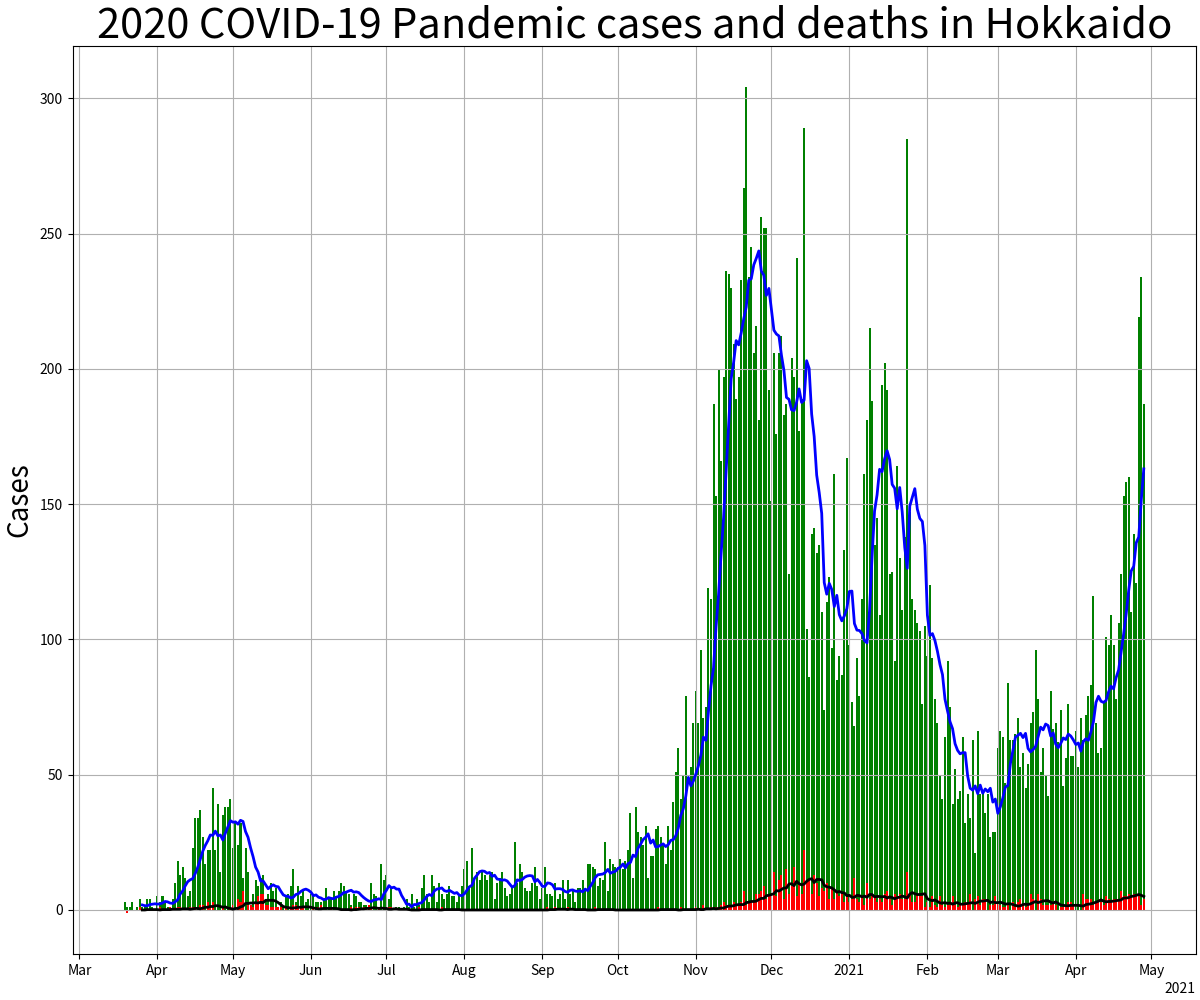 2020 COVID-19 Pandemic cases and deaths in Hokkaido
Cases
300
250
200
150
100
50
0
Mar Apr May Jun Jul Aug Sep Oct Nov Dec 2021 Feb Mar Apr May
2021